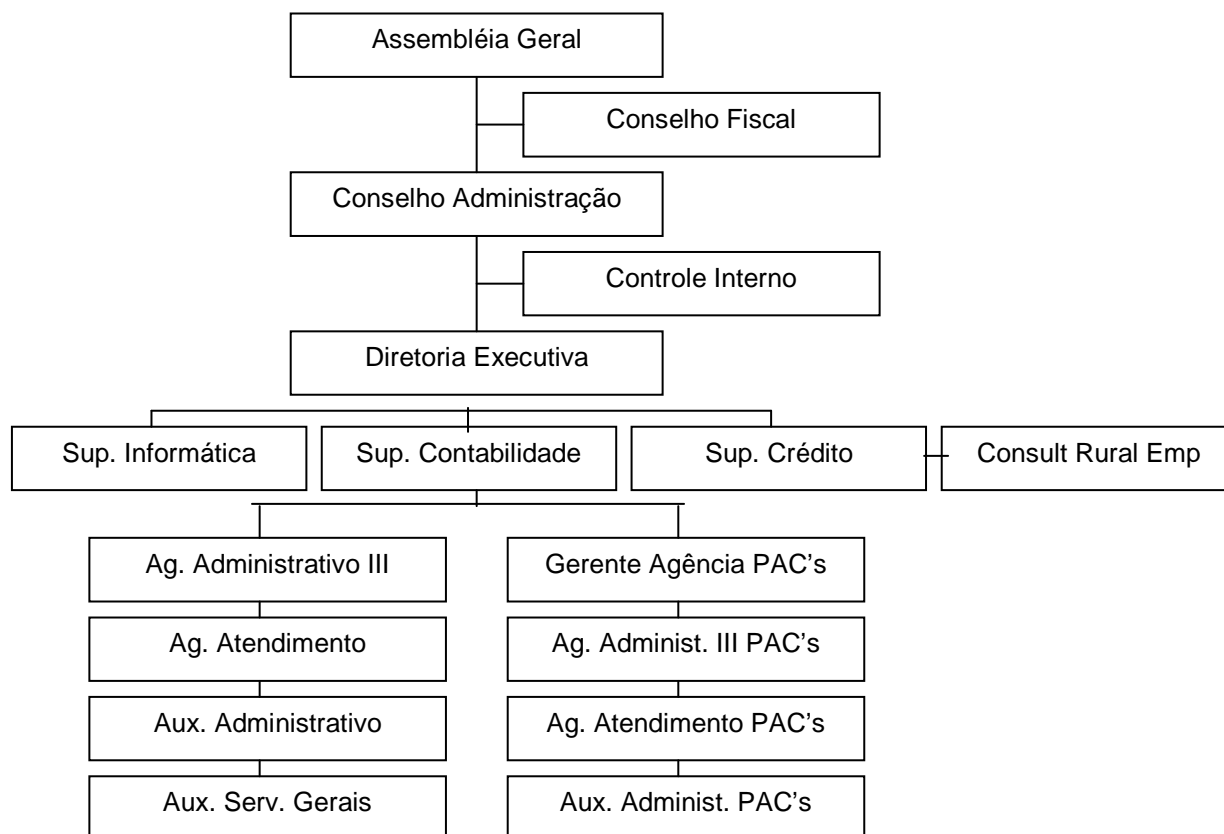 Assembléia Geral
Conselho Fiscal
Conselho Administração
Controle Interno
Diretoria Executiva
Sup. Informática
Sup. Contabilidade
Sup. Crédito
Consult Rural Emp
Ag. Administrativo III
Gerente Agência PAC’s
Ag. Atendimento
Ag. Administ. III PAC’s
Aux. Administrativo
Ag. Atendimento PAC’s
Aux. Serv. Gerais
Aux. Administ. PAC’s